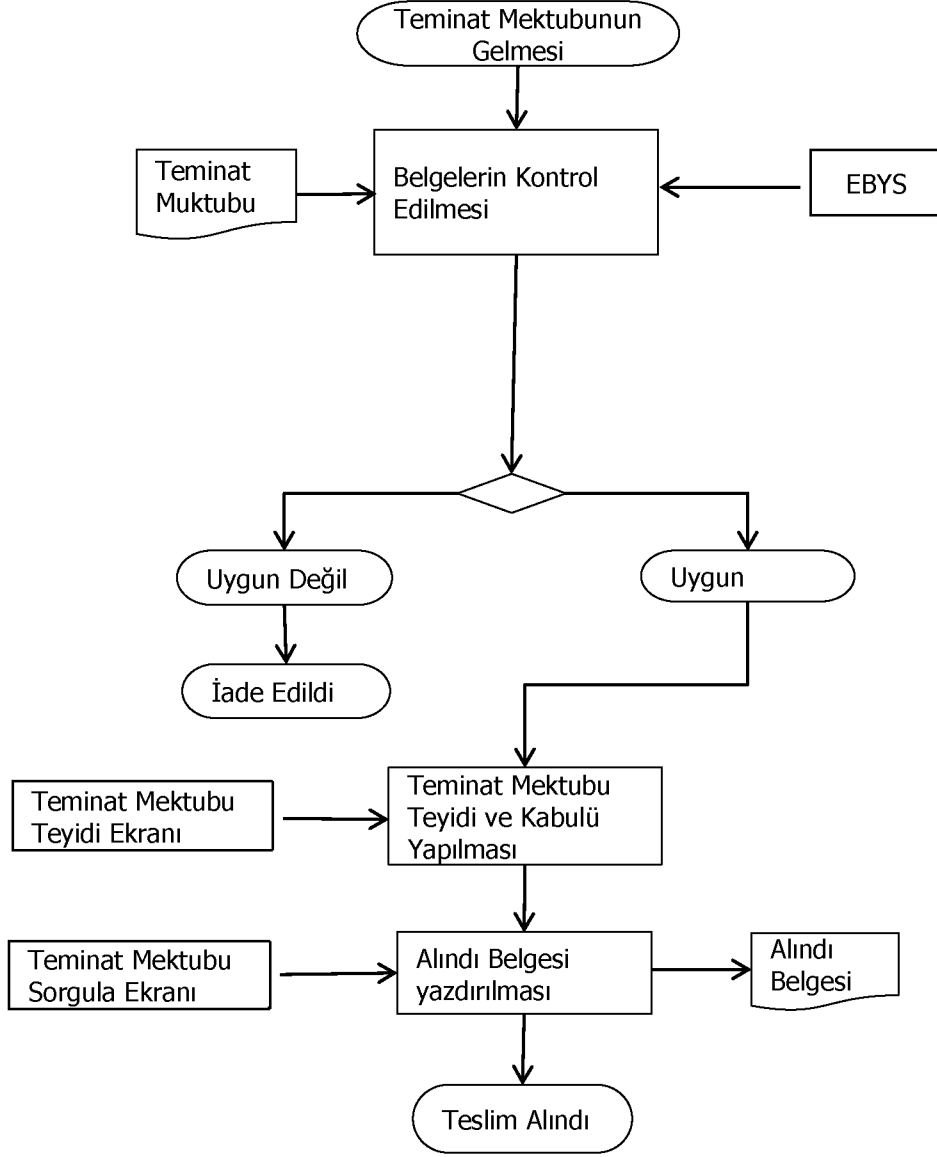 Teminat Mektubunun
Gelmesi
Teminat
Muktubu
Belgelerin Kontrol
Edilmesi
EBYS
Uygun Değil
Uygun
İade Edildi
Teminat Mektubu
Teyidi Ekranı
Teminat Mektubu
Teyidi ve Kabulü
Yapılması
Teminat Mektubu
Sorgula Ekranı
Alındı Belgesi
yazdırılması
Alındı
Belgesi
Teslim Alındı